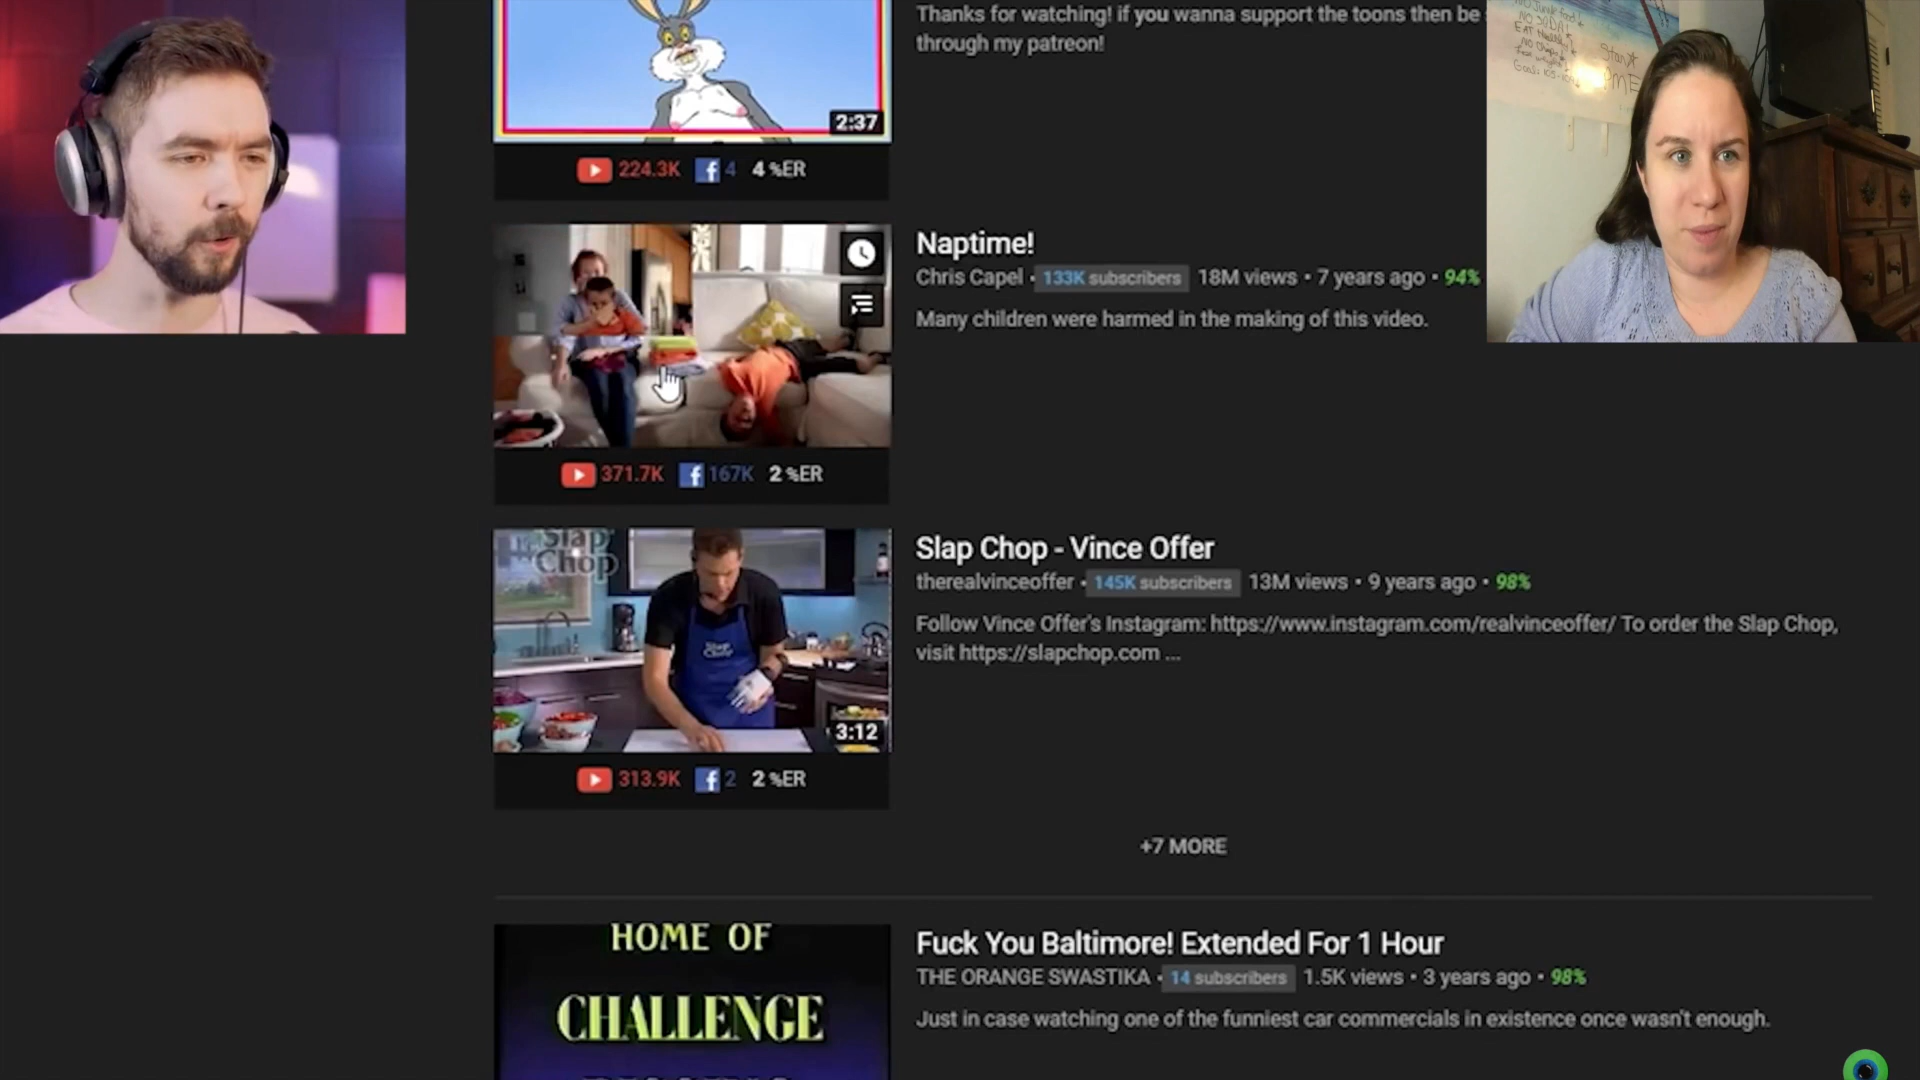 Thanks for watching! if you wanna support the toons then be
through my patreon!
NO SODA!
2:37
224.3K 4 4 %ER
Naptime!
Chris Capel • 133K subscribers 18M views • 7 years ago • 94%
Many children were harmed in the making of this video.
371.7K 167K 2 %ER
Slap Chop - Vince Offer
therealvinceoffer • 145K subscribers 13M views • 9 years ago • 98%
Follow Vince Offer's Instagram: https://www.instagram.com/realvinceoffer/ To order the Slap Chop,
visit https://slapchop.com ...
Slap
Chop
Slap
Chop
3:12
313.9K 2 2 %ER
+7 MORE
HOME OF
CHALLENGE
Fuck You Baltimore! Extended For 1 Hour
THE ORANGE SWASTIKA • 14 subscribers 1.5K views • 3 years ago • 98%
Just in case watching one of the funniest car commercials in existence once wasn't enough.